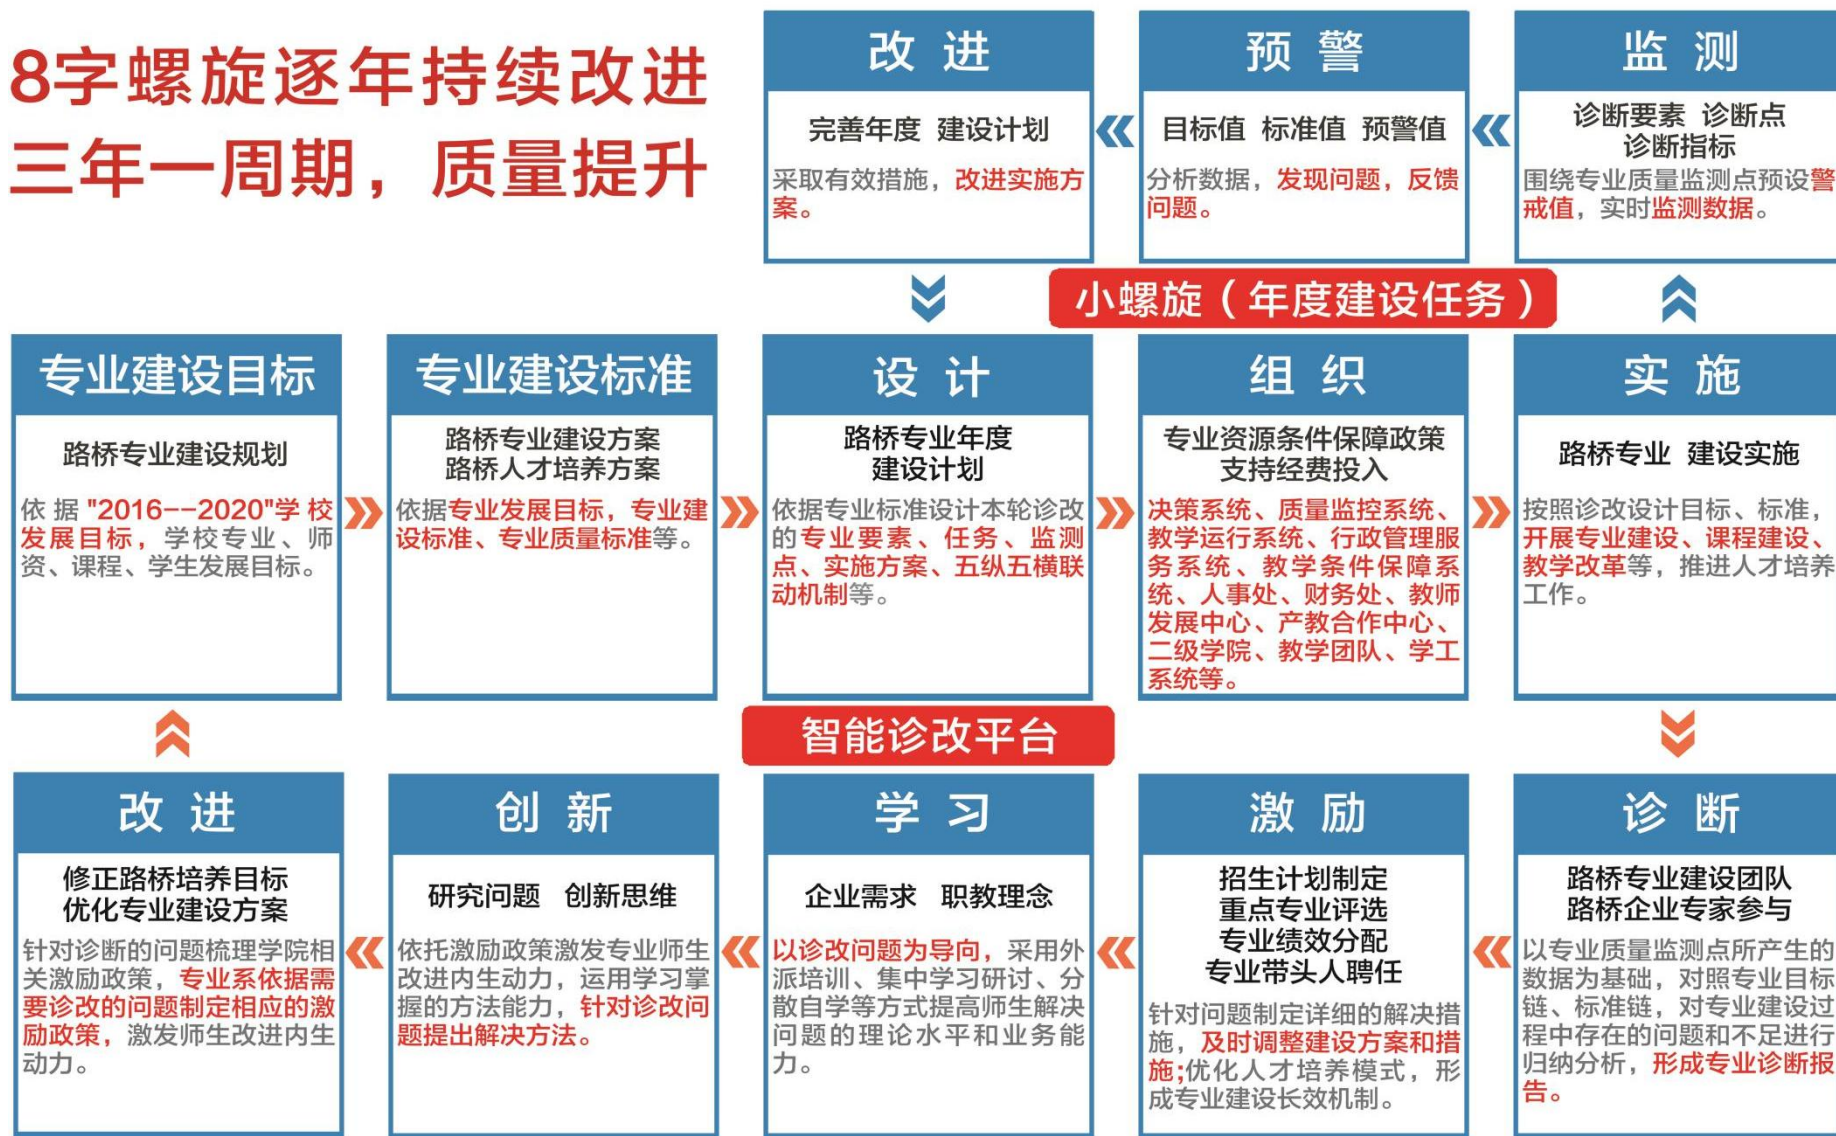 8字螺旋逐年持续改进
三年一周期，质量提升
改进
完善年度 建设计划
采取有效措施，改进实施方
案。
预警
目标值 标准值 预警值
分析数据，发现问题，反馈
问题。
监测
诊断要素 诊断点
诊断指标
围绕专业质量监测点预设警
戒值，实时监测数据。
小螺旋（年度建设任务）
专业建设目标
路桥专业建设规划
依据"2016--2020"学校
发展目标，学校专业、师
资、课程、学生发展目标。
专业建设标准
路桥专业建设方案
路桥人才培养方案
依据专业发展目标，专业建
设标准、专业质量标准等。
设计
路桥专业年度
建设计划
依据专业标准设计本轮诊改
的专业要素、任务、监测
点、实施方案、五纵五横联
动机制等。
组织
专业资源条件保障政策
支持经费投入
决策系统、质量监控系统、
教学运行系统、行政管理服
务系统、教学条件保障系
统、人事处、财务处、教师
发展中心、产教合作中心、
二级学院、教学团队、学工
系统等。
实施
路桥专业 建设实施
按照诊改设计目标、标准，
开展专业建设、课程建设、
教学改革等，推进人才培养
工作。
智能诊改平台
改进
修正路桥培养目标
优化专业建设方案
针对诊断的问题梳理学院相
关激励政策，专业系依据需
要诊改的问题制定相应的激
励政策，激发师生改进内生
动力。
创新
研究问题 创新思维
依托激励政策激发专业师生
改进内生动力，运用学习掌
握的方法能力，针对诊改问
题提出解决方法。
学习
企业需求 职教理念
以诊改问题为导向，采用外
派培训、集中学习研讨、分
散自学等方式提高师生解决
问题的理论水平和业务能
力。
激励
招生计划制定
重点专业评选
专业绩效分配
专业带头人聘任
针对问题制定详细的解决措
施，及时调整建设方案和措
施;优化人才培养模式，形
成专业建设长效机制。
诊断
路桥专业建设团队
路桥企业专家参与
以专业质量监测点所产生的
数据为基础，对照专业目标
链、标准链，对专业建设过
程中存在的问题和不足进行
归纳分析，形成专业诊断报
告。